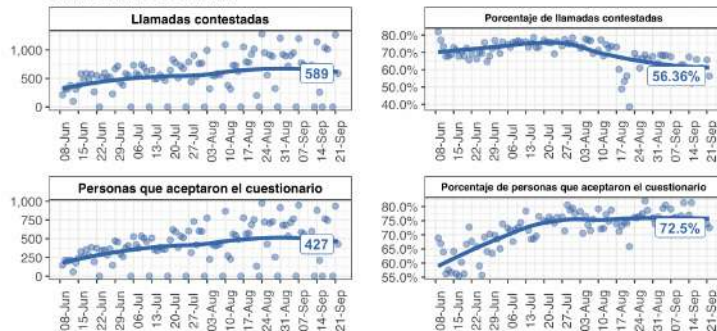 Llamadas contestadas
1,000
500
0
589
08-Jun
15-Jun
22-Jun
29-Jun
06-Jul
13-Jul
20-Jul
27-Jul
03-Aug
10-Aug
17-Aug
24-Aug
31-Aug
07-Sep
14-Sep
21-Sep
Porcentaje de llamadas contestadas
80.0%
70.0%
60.0%
50.0%
40.0%
56.36%
08-Jun
15-Jun
22-Jun
29-Jun
06-Jul
13-Jul
20-Jul
27-Jul
03-Aug
10-Aug
17-Aug
24-Aug
31-Aug
07-Sep
14-Sep
21-Sep
Personas que aceptaron el cuestionario
1,000
750
500
250
0
427
08-Jun
15-Jun
22-Jun
29-Jun
06-Jul
13-Jul
20-Jul
27-Jul
03-Aug
10-Aug
17-Aug
24-Aug
31-Aug
07-Sep
14-Sep
21-Sep
Porcentaje de personas que aceptaron el cuestionario
80.0%
75.0%
70.0%
65.0%
60.0%
55.0%
72.5%
08-Jun
15-Jun
22-Jun
29-Jun
06-Jul
13-Jul
20-Jul
27-Jul
03-Aug
10-Aug
17-Aug
24-Aug
31-Aug
07-Sep
14-Sep
21-Sep